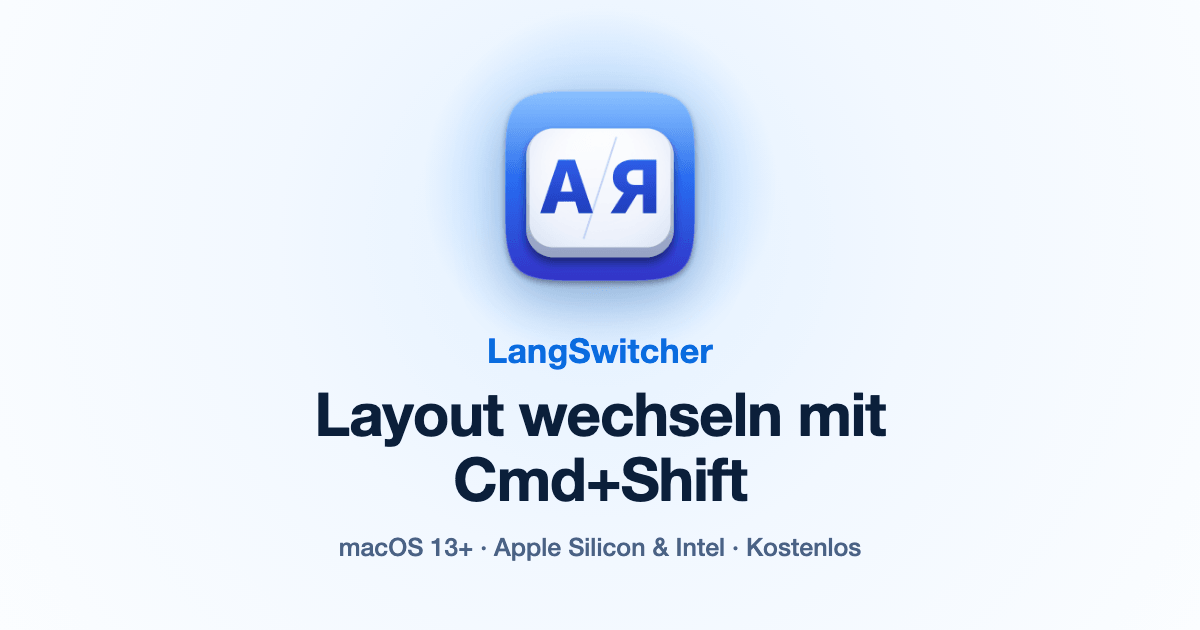 A/Я
LangSwitcher
Layout wechseln mit
Cmd+Shift
macOS 13+ · Apple Silicon & Intel · Kostenlos